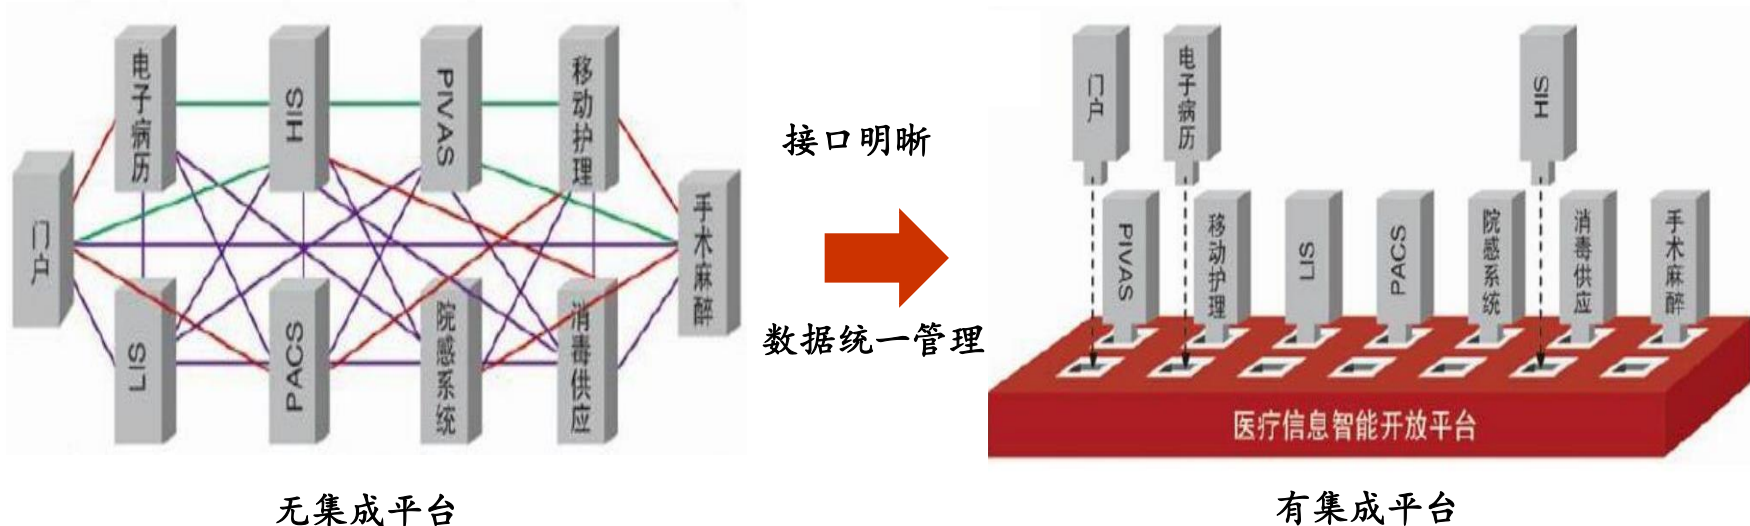 电子病历
HIS
PIVAS
移动护理
门户
手术麻醉
LIS
PACS
院感系统
消毒供应
无集成平台
接口明晰
数据统一管理
门户
电子病历
HIS
PIVAS
移动护理
LIS
PACS
院感系统
消毒供应
手术麻醉
医疗信息智能开放平台
有集成平台